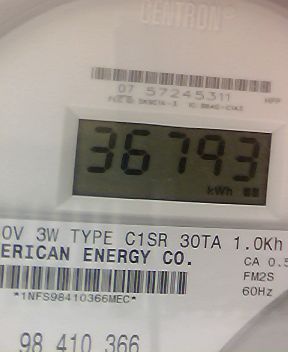 CENTRON®
07 57245311
36793
kWh
0V 3W TYPE C1SR 30TA 1.0Kh
ERICAN ENERGY CO.
CA 0.5
FM2S
*1NFS98410366MEC*
60Hz
98 410 366